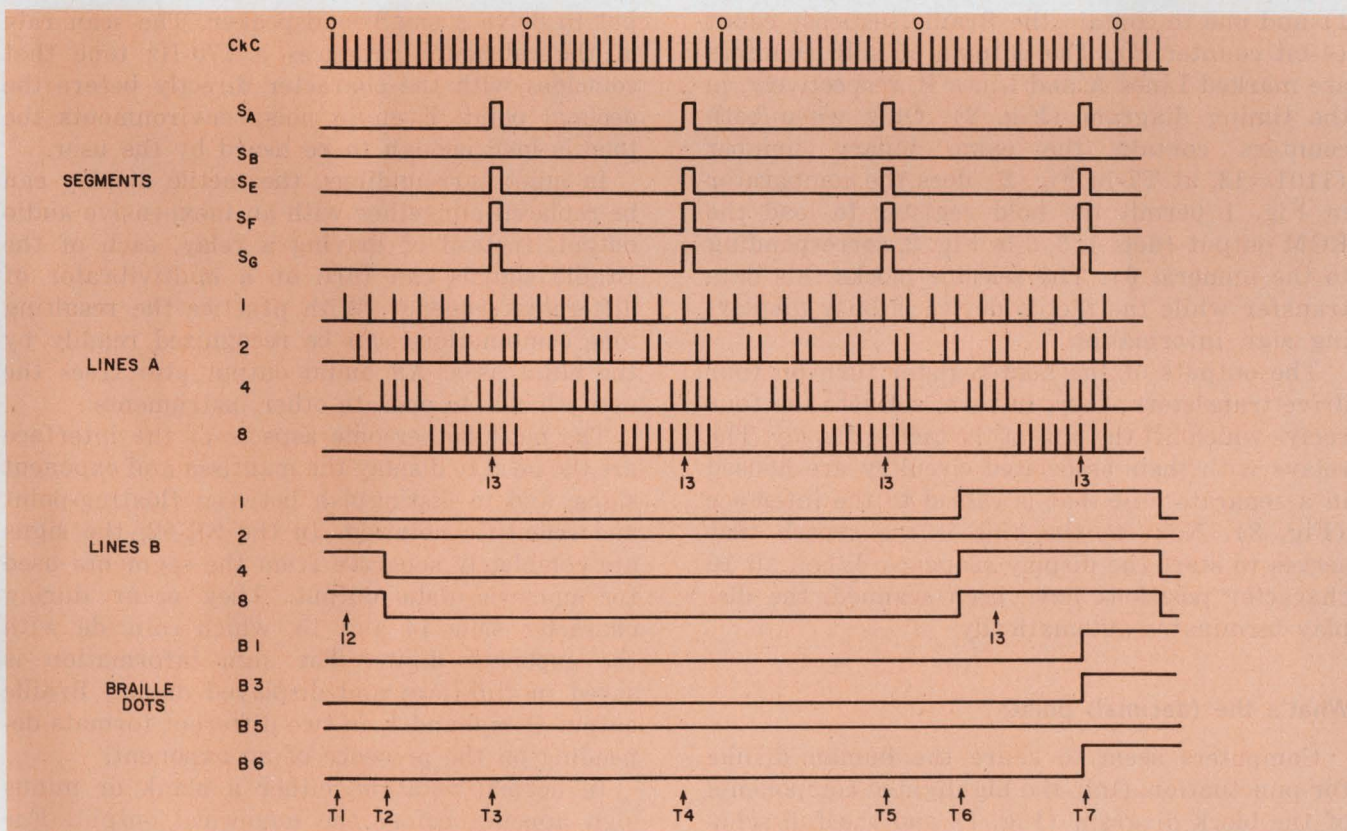 0 0 0 0 0
CkC
SA
SB
SEGMENTS SE
SF
SG
1
LINES A 2
4
8
13 13 13 13
1
LINES B 2
4
8
12 13
B1
BRAILLE DOTS B3
B5
B6
T1 T2 T3 T4 T5 T6 T7